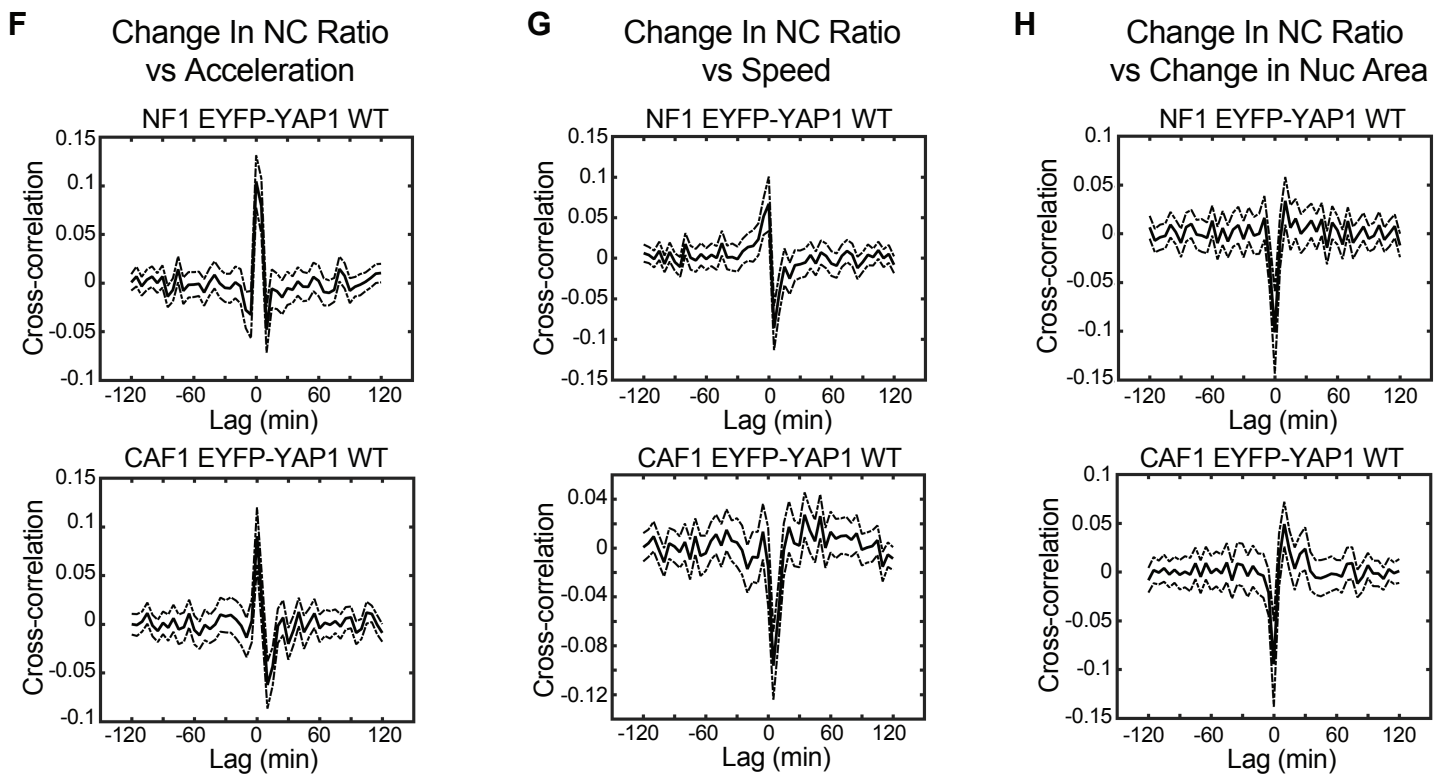 F
Change In NC Ratio
vs Acceleration
NF1 EYFP-YAP1 WT
Cross-correlation
0.15
0.1
0.05
0
-0.05
-0.1
-120 -60 0 60 120
Lag (min)
CAF1 EYFP-YAP1 WT
Cross-correlation
0.15
0.1
0.05
0
-0.05
-0.1
-120 -60 0 60 120
Lag (min)
G
Change In NC Ratio
vs Speed
NF1 EYFP-YAP1 WT
Cross-correlation
0.15
0.1
0.05
0
-0.05
-0.1
-0.15
-120 -60 0 60 120
Lag (min)
CAF1 EYFP-YAP1 WT
Cross-correlation
0.04
0
-0.04
-0.08
-0.12
-120 -60 0 60 120
Lag (min)
H
Change In NC Ratio
vs Change in Nuc Area
NF1 EYFP-YAP1 WT
Cross-correlation
0.1
0.05
0
-0.05
-0.1
-0.15
-120 -60 0 60 120
Lag (min)
CAF1 EYFP-YAP1 WT
Cross-correlation
0.1
0.05
0
-0.05
-0.1
-0.15
-120 -60 0 60 120
Lag (min)